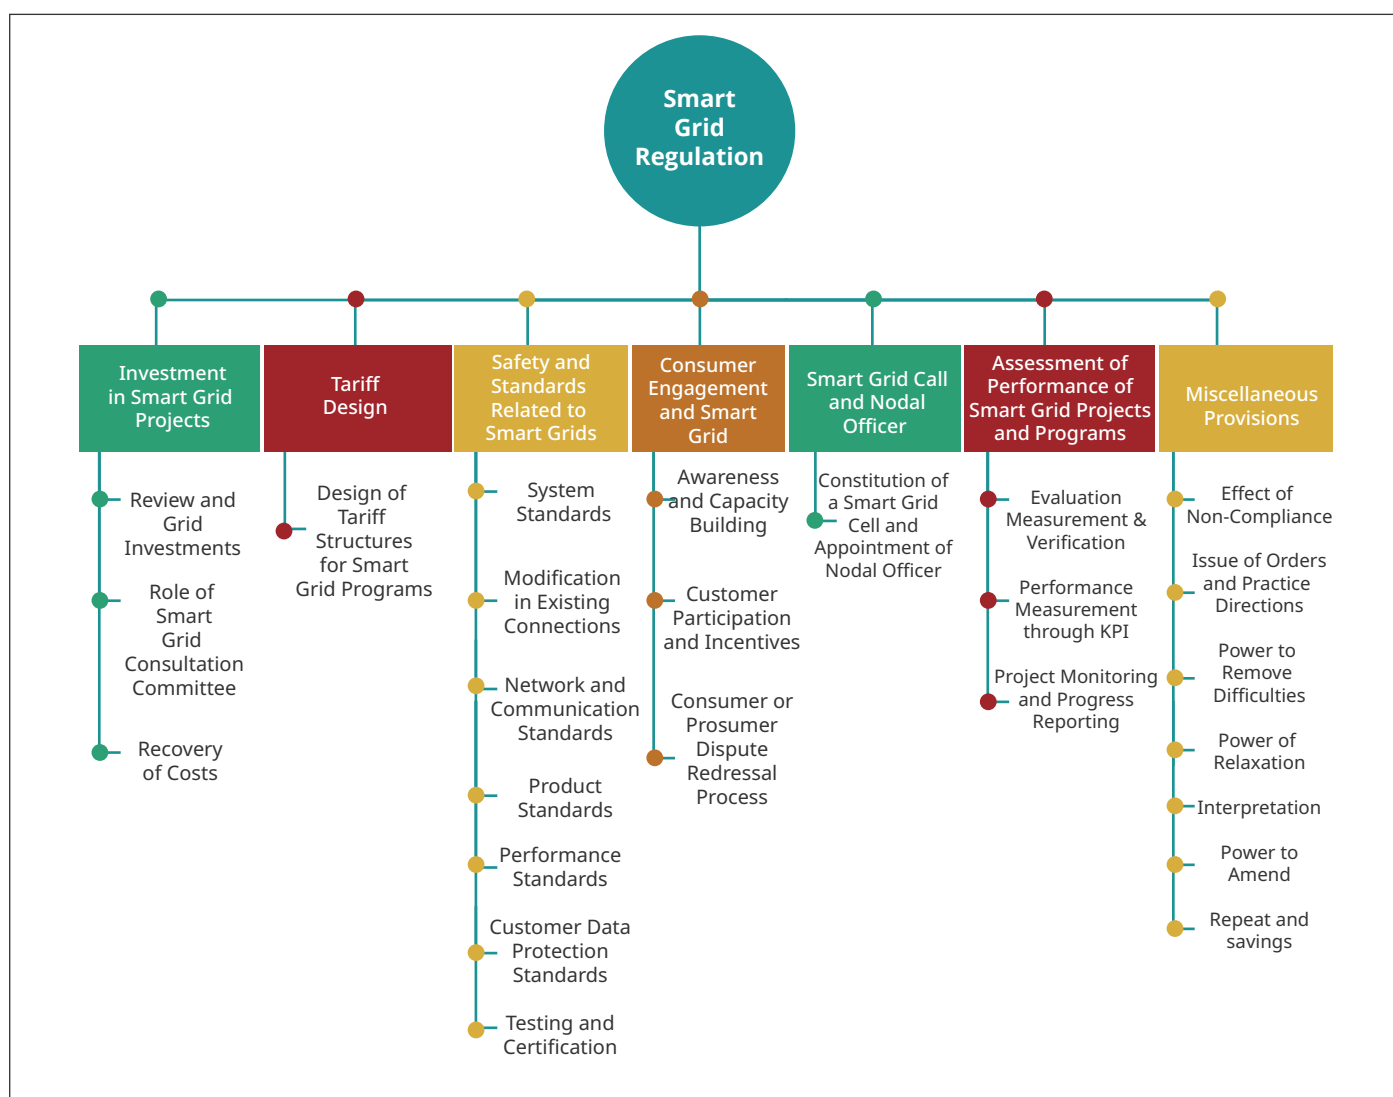 Smart
Grid
Regulation
Investment
in Smart Grid
Projects
Review and
Grid
Investments
Role of
Smart
Grid
Consultation
Committee
Recovery
of Costs
Tariff
Design
Design of
Tariff
Structures
for Smart
Grid Programs
Safety and
Standards
Related to
Smart Grids
System
Standards
Modification
in Existing
Connections
Network and
Communication
Standards
Product
Standards
Performance
Standards
Customer Data
Protection
Standards
Testing and
Certification
Consumer
Engagement
and Smart
Grid
Awareness
and Capacity
Building
Customer
Participation
and Incentives
Consumer or
Prosumer
Dispute
Redressal
Process
Smart Grid Call
and Nodal
Officer
Constitution of
a Smart Grid
Cell and
Appointment of
Nodal Officer
Assessment of
Performance of
Smart Grid Projects
and Programs
Evaluation
Measurement &
Verification
Performance
Measurement
through KPI
Project Monitoring
and Progress
Reporting
Miscellaneous
Provisions
Effect of
Non-Compliance
Issue of Orders
and Practice
Directions
Power to
Remove
Difficulties
Power of
Relaxation
Interpretation
Power to
Amend
Repeat and
savings